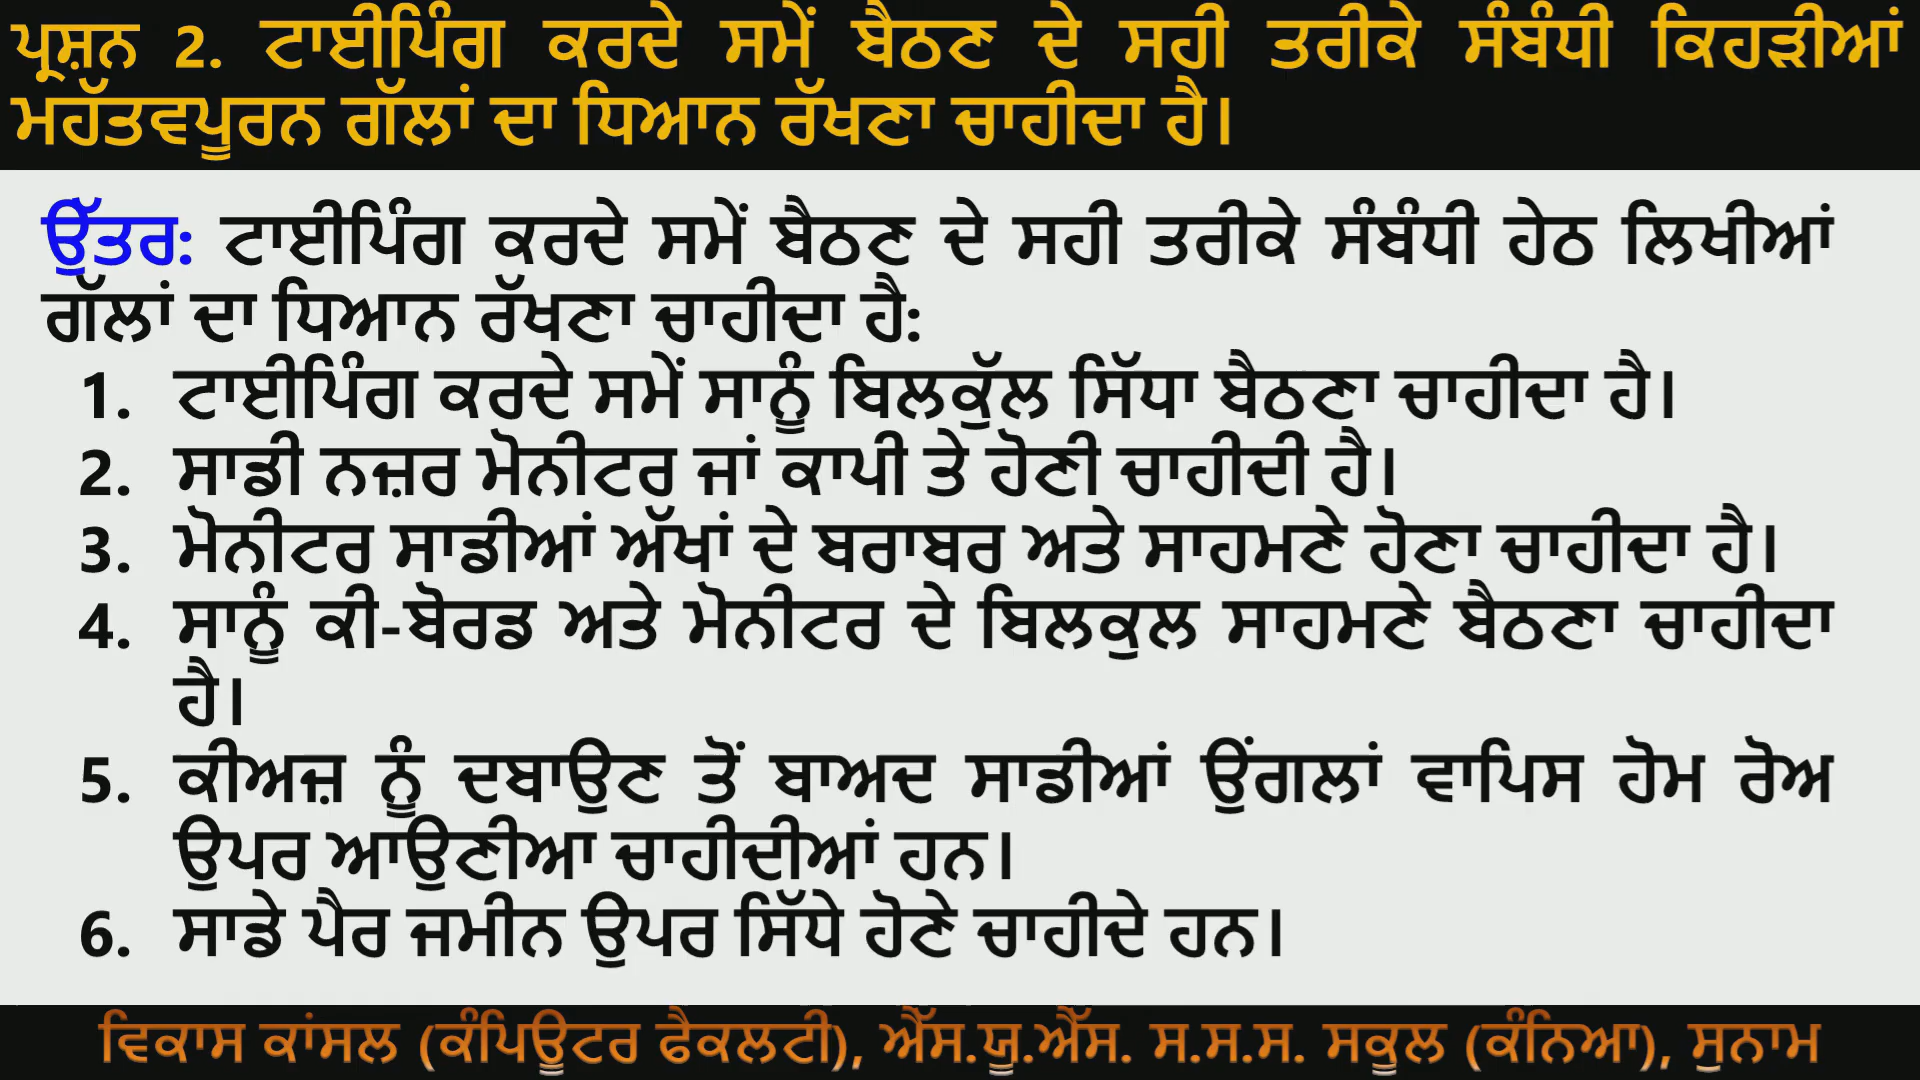 ਪ੍ਰਸ਼ਨ 2. ਟਾਈਪਿੰਗ ਕਰਦੇ ਸਮੇਂ ਬੈਠਣ ਦੇ ਸਹੀ ਤਰੀਕੇ ਸੰਬੰਧੀ ਕਿਹੜੀਆਂ
ਮਹੱਤਵਪੂਰਨ ਗੱਲਾਂ ਦਾ ਧਿਆਨ ਰੱਖਣਾ ਚਾਹੀਦਾ ਹੈ।
ਉੱਤਰ: ਟਾਈਪਿੰਗ ਕਰਦੇ ਸਮੇਂ ਬੈਠਣ ਦੇ ਸਹੀ ਤਰੀਕੇ ਸੰਬੰਧੀ ਹੇਠ ਲਿਖੀਆਂ
ਗੱਲਾਂ ਦਾ ਧਿਆਨ ਰੱਖਣਾ ਚਾਹੀਦਾ ਹੈ:
1. ਟਾਈਪਿੰਗ ਕਰਦੇ ਸਮੇਂ ਸਾਨੂੰ ਬਿਲਕੁੱਲ ਸਿੱਧਾ ਬੈਠਣਾ ਚਾਹੀਦਾ ਹੈ।
2. ਸਾਡੀ ਨਜ਼ਰ ਮੋਨੀਟਰ ਜਾਂ ਕਾਪੀ ਤੇ ਹੋਣੀ ਚਾਹੀਦੀ ਹੈ।
3. ਮੋਨੀਟਰ ਸਾਡੀਆਂ ਅੱਖਾਂ ਦੇ ਬਰਾਬਰ ਅਤੇ ਸਾਹਮਣੇ ਹੋਣਾ ਚਾਹੀਦਾ ਹੈ।
4. ਸਾਨੂੰ ਕੀ-ਬੋਰਡ ਅਤੇ ਮੋਨੀਟਰ ਦੇ ਬਿਲਕੁਲ ਸਾਹਮਣੇ ਬੈਠਣਾ ਚਾਹੀਦਾ
ਹੈ।
5. ਕੀਅਜ਼ ਨੂੰ ਦਬਾਉਣ ਤੋਂ ਬਾਅਦ ਸਾਡੀਆਂ ਉਂਗਲਾਂ ਵਾਪਿਸ ਹੋਮ ਰੋਅ
ਉਪਰ ਆਉਣੀਆ ਚਾਹੀਦੀਆਂ ਹਨ।
6. ਸਾਡੇ ਪੈਰ ਜਮੀਨ ਉਪਰ ਸਿੱਧੇ ਹੋਣੇ ਚਾਹੀਦੇ ਹਨ।
ਵਿਕਾਸ ਕਾਂਸਲ (ਕੰਪਿਊਟਰ ਫੈਕਲਟੀ), ਐੱਸ.ਯੂ.ਐੱਸ. ਸ.ਸ.ਸ. ਸਕੂਲ (ਕੰਨਿਆ), ਸੁਨਾਮ